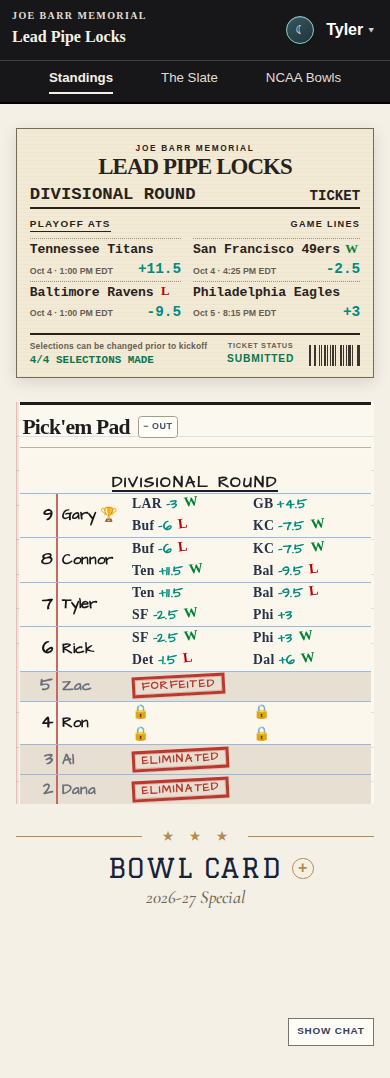 JOE BARR MEMORIAL
Lead Pipe Locks
Tyler
Standings The Slate NCAA Bowls
JOE BARR MEMORIAL
LEAD PIPE LOCKS
DIVISIONAL ROUND TICKET
PLAYOFF ATS GAME LINES
Tennessee Titans San Francisco 49ers W
Oct 4 · 1:00 PM EDT +11.5 Oct 4 · 4:25 PM EDT -2.5
Baltimore Ravens L Philadelphia Eagles
Oct 4 · 1:00 PM EDT -9.5 Oct 5 · 8:15 PM EDT +3
Selections can be changed prior to kickoff TICKET STATUS
4/4 SELECTIONS MADE SUBMITTED
Pick'em Pad − OUT
DIVISIONAL ROUND
9 Gary LAR -3 W GB +4.5
Buf -6 L KC -7.5 W
8 Connor Buf -6 L KC -7.5 W
Ten +11.5 W Bal -9.5 L
7 Tyler Ten +11.5 Bal -9.5 L
SF -2.5 W Phi +3
6 Rick SF -2.5 W Phi +3 W
Det -1.5 L Dal +6 W
5 Zac FORFEITED
4 Ron
3 Al ELIMINATED
2 Dana ELIMINATED
BOWL CARD +
2026-27 Special
SHOW CHAT